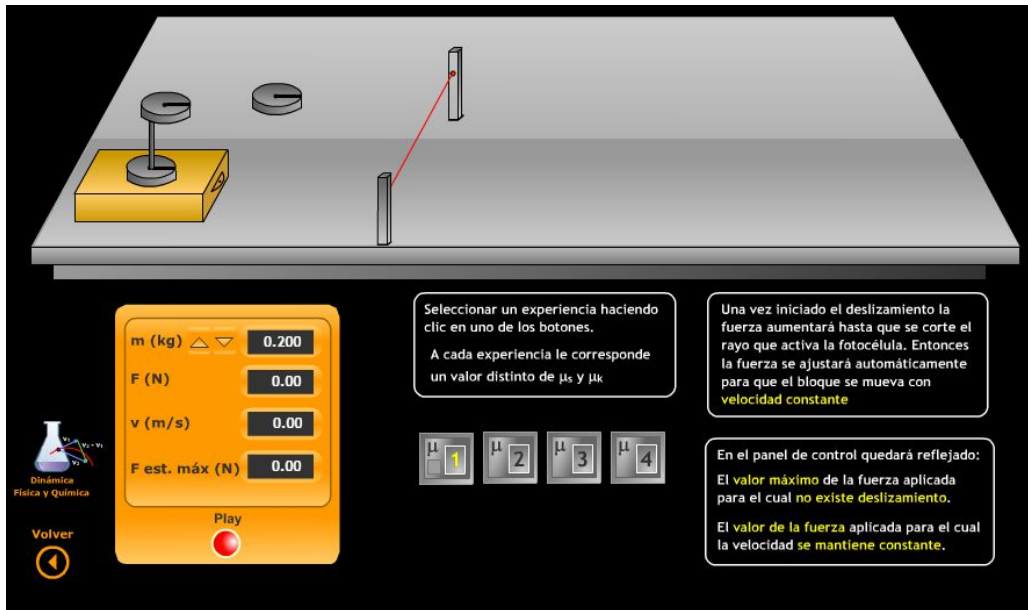 m (kg) 0.200
F (N) 0.00
v (m/s) 0.00
F est. máx (N) 0.00
Play
Dinámica
Física y Química
Volver
Seleccionar un experiencia haciendo
clic en uno de los botones.
A cada experiencia le corresponde
un valor distinto de μs y μk
μ 1
μ 2
μ 3
μ 4
Una vez iniciado el deslizamiento la
fuerza aumentará hasta que se corte el
rayo que activa la fotocélula. Entonces
la fuerza se ajustará automáticamente
para que el bloque se mueva con
velocidad constante
En el panel de control quedará reflejado:
El valor máximo de la fuerza aplicada
para el cual no existe deslizamiento.
El valor de la fuerza aplicada para el cual
la velocidad se mantiene constante.